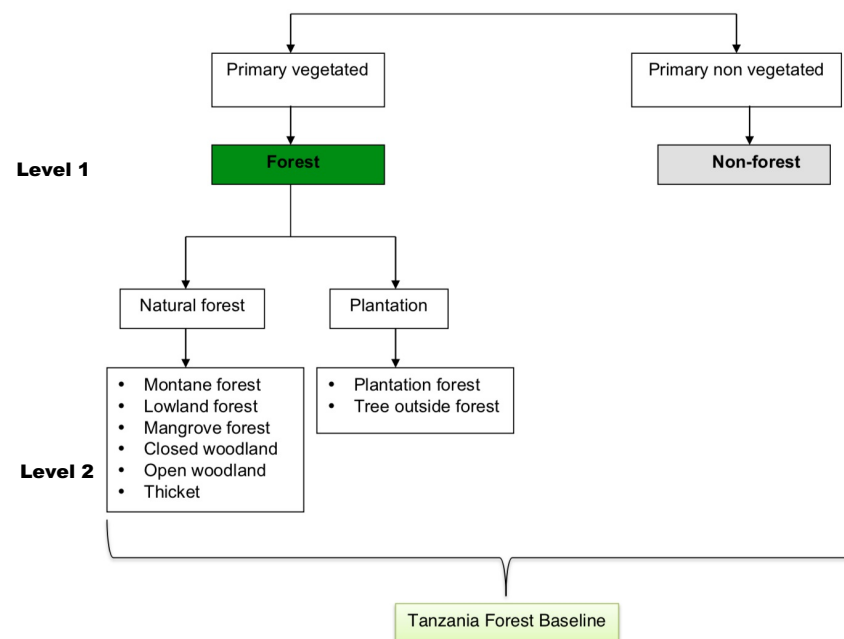 Primary vegetated
Primary non vegetated
Level 1
Forest
Non-forest
Natural forest
Plantation
• Montane forest
• Lowland forest
• Mangrove forest
• Closed woodland
• Open woodland
• Thicket
• Plantation forest
• Tree outside forest
Level 2
Tanzania Forest Baseline